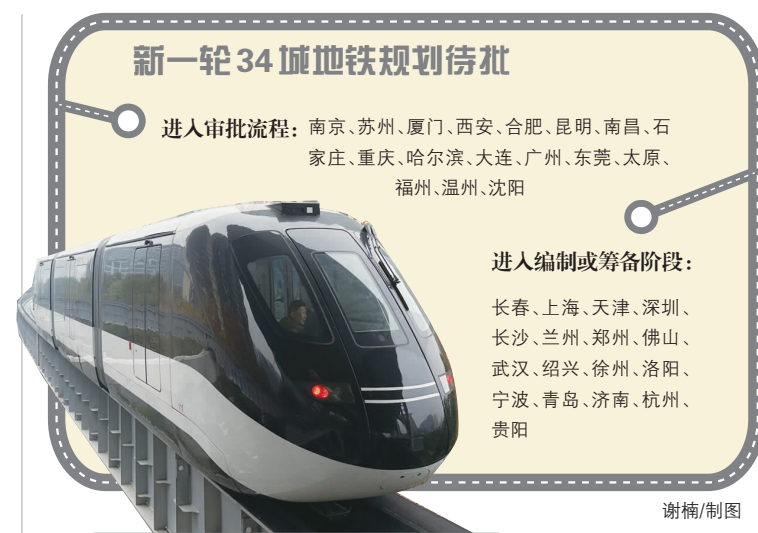 新一轮34城地铁规划待批
进入审批流程：南京、苏州、厦门、西安、合肥、昆明、南昌、石
家庄、重庆、哈尔滨、大连、广州、东莞、太原、
福州、温州、沈阳
进入编制或筹备阶段：
长春、上海、天津、深圳、
长沙、兰州、郑州、佛山、
武汉、绍兴、徐州、洛阳、
宁波、青岛、济南、杭州、
贵阳
谢楠/制图